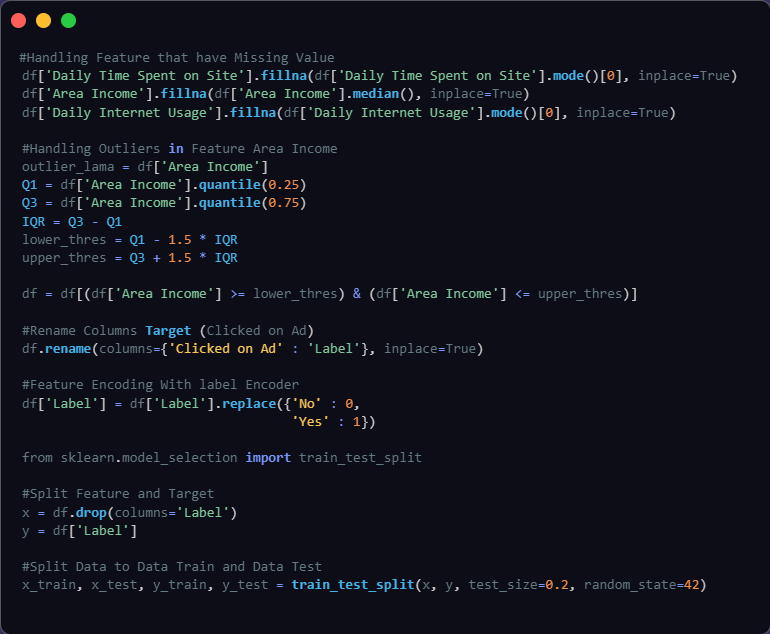 #Handling Feature that have Missing Value
df['Daily Time Spent on Site'].fillna(df['Daily Time Spent on Site'].mode()[0], inplace=True)
df['Area Income'].fillna(df['Area Income'].median(), inplace=True)
df['Daily Internet Usage'].fillna(df['Daily Internet Usage'].mode()[0], inplace=True)

#Handling Outliers in Feature Area Income
outlier_lama = df['Area Income']
Q1 = df['Area Income'].quantile(0.25)
Q3 = df['Area Income'].quantile(0.75)
IQR = Q3 - Q1
lower_thres = Q1 - 1.5 * IQR
upper_thres = Q3 + 1.5 * IQR

df = df[(df['Area Income'] >= lower_thres) & (df['Area Income'] <= upper_thres)]

#Rename Columns Target (Clicked on Ad)
df.rename(columns={'Clicked on Ad' : 'Label'}, inplace=True)

#Feature Encoding With label Encoder
df['Label'] = df['Label'].replace({'No' : 0,
                                   'Yes' : 1})

from sklearn.model_selection import train_test_split

#Split Feature and Target
x = df.drop(columns='Label')
y = df['Label']

#Split Data to Data Train and Data Test
x_train, x_test, y_train, y_test = train_test_split(x, y, test_size=0.2, random_state=42)